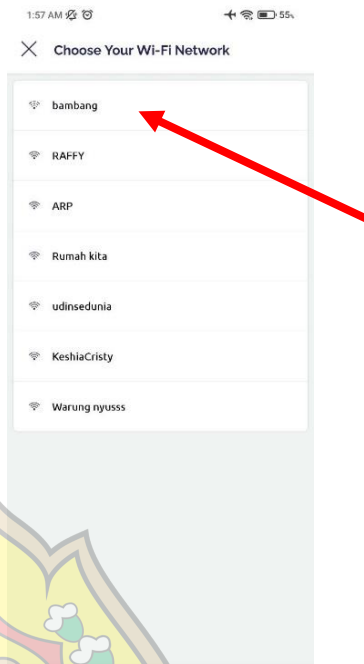 1:57 AM
55%
Choose Your Wi-Fi Network
bambang
RAFFY
ARP
Rumah kita
udinsedunia
KeshiaCristy
Warung nyusss